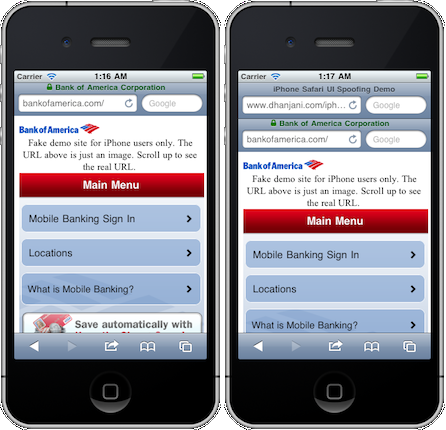 Carrier 1:16 AM
Bank of America Corporation
bankofamerica.com/ Google
Bank of America
Fake demo site for iPhone users only. The
URL above is just an image. Scroll up to see
the real URL.
Main Menu
Mobile Banking Sign In
Locations
What is Mobile Banking?
Save automatically with
Carrier 1:17 AM
iPhone Safari UI Spoofing Demo
www.dhanjani.com/iph... Google
Bank of America Corporation
bankofamerica.com/ Google
Bank of America
Fake demo site for iPhone users only. The
URL above is just an image. Scroll up to see
the real URL.
Main Menu
Mobile Banking Sign In
Locations
What is Mobile Banking?